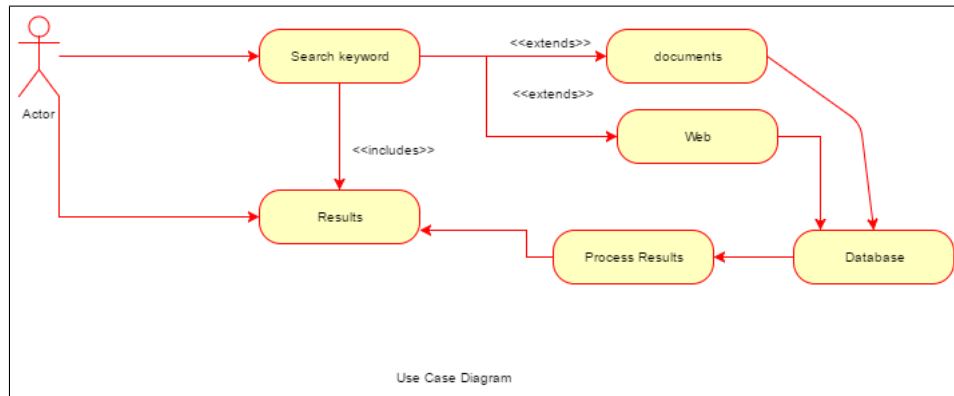 Search keyword
<<extends>>
documents
<<extends>>
Actor
Web
<<includes>>
Results
Process Results
Database
Use Case Diagram